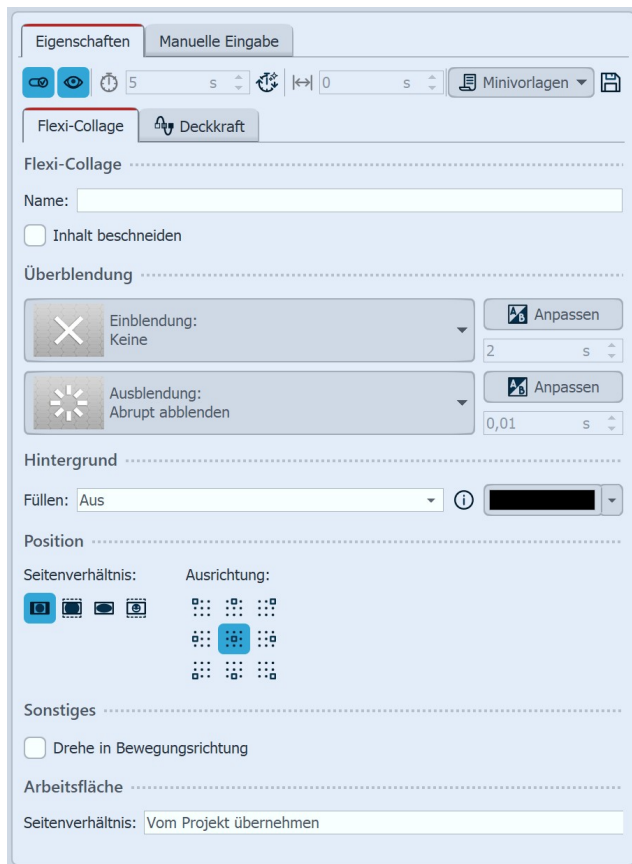 Eigenschaften Manuelle Eingabe
5 s 0 s Minivorlagen
Flexi-Collage Deckkraft
Flexi-Collage
Name:
Inhalt beschneiden
Überblendung
Einblendung:
Keine
Anpassen
2 s
Ausblendung:
Abrupt abblenden
Anpassen
0,01 s
Hintergrund
Füllen: Aus
Position
Seitenverhältnis: Ausrichtung:
Sonstiges
Drehe in Bewegungsrichtung
Arbeitsfläche
Seitenverhältnis: Vom Projekt übernehmen